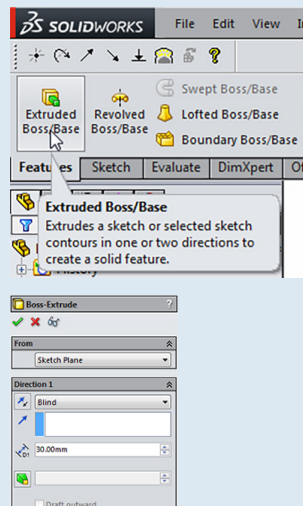 SOLIDWORKS File Edit View
Swept Boss/Base
Extruded Boss/Base
Revolved Boss/Base
Lofted Boss/Base
Boundary Boss/Base
Features Sketch Evaluate DimXpert
Extruded Boss/Base
Extrudes a sketch or selected sketch
contours in one or two directions to
create a solid feature.
History
Boss-Extrude ?
From
Sketch Plane
Direction 1
Blind
D1 30.00mm
Draft outward